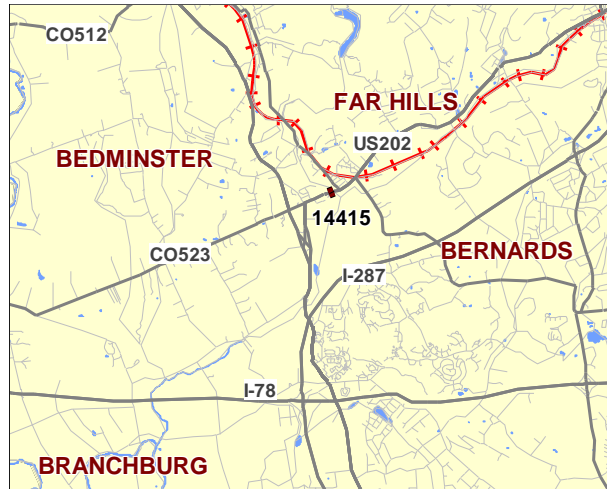 CO512
FAR HILLS
US202
BEDMINSTER
14415
CO523
BERNARDS
I-287
I-78
BRANCHBURG